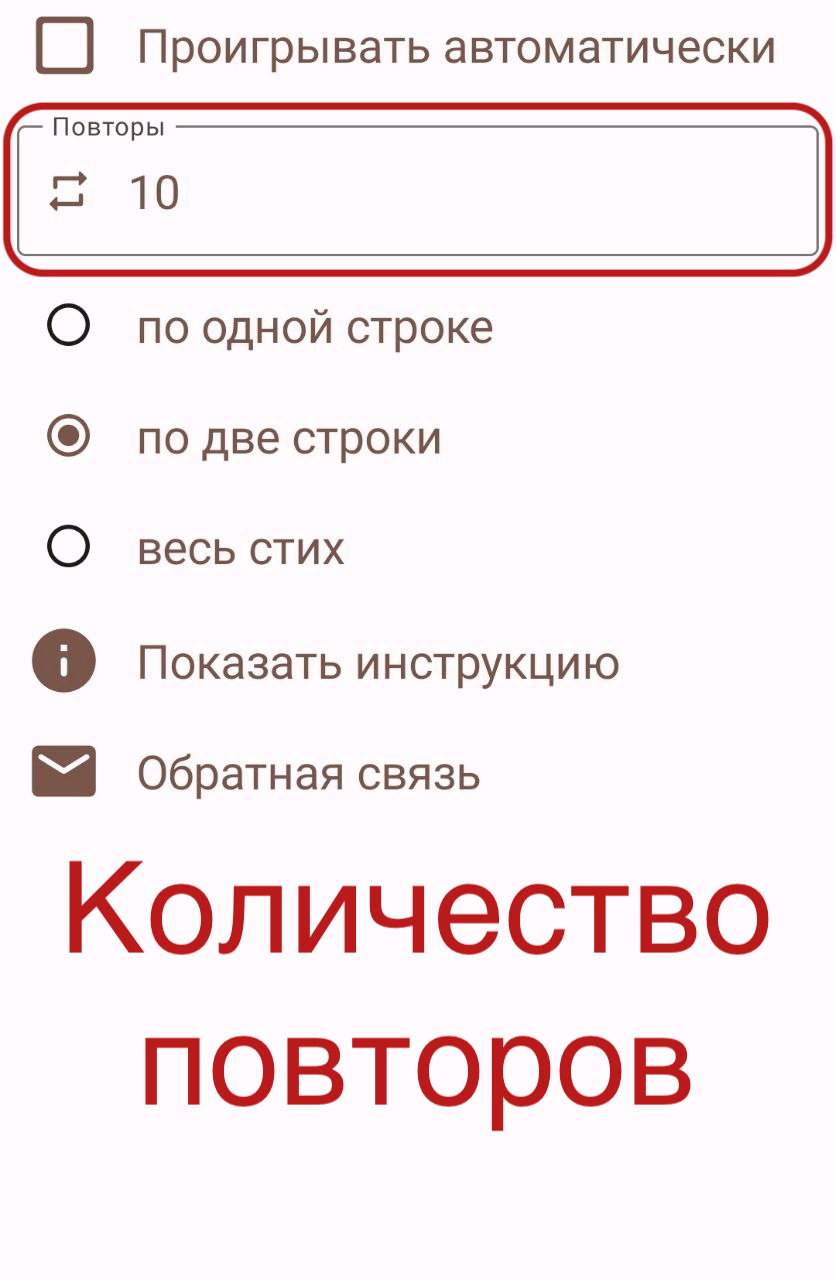 Проигрывать автоматически
Повторы
10
по одной строке
по две строки
весь стих
Показать инструкцию
Обратная связь
Количество
повторов